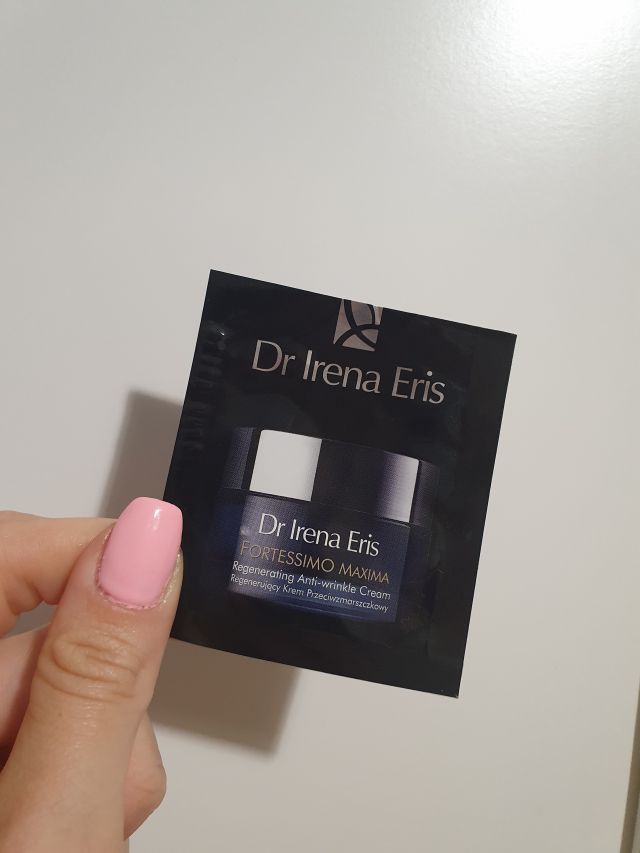 Dr Irena Eris
Dr Irena Eris
FORTESSIMO MAXIMA
Regenerating Anti-wrinkle Cream
Regenerujący Krem Przeciwzmarszczkowy